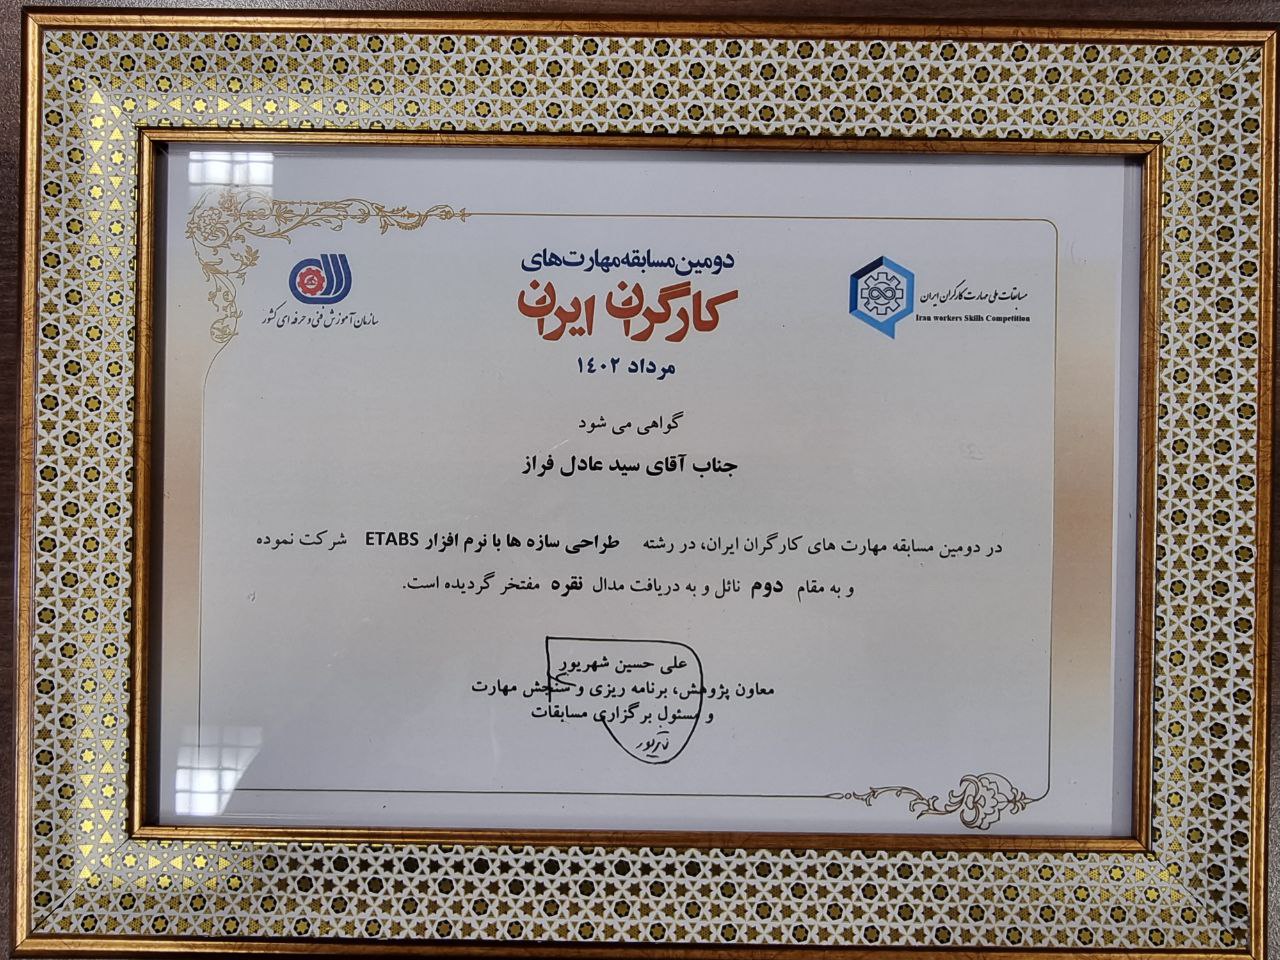 دومین مسابقه مهارت‌های
کارگران ایران
مرداد ۱۴۰۲
مسابقات ملی مهارت کارگران ایران
Iran workers Skills Competition
سازمان آموزش فنی و حرفه ای کشور
گواهی می شود
جناب آقای سید عادل فراز
در دومین مسابقه مهارت های کارگران ایران، در رشته طراحی سازه ها با نرم افزار ETABS شرکت نموده
و به مقام دوم نائل و به دریافت مدال نقره مفتخر گردیده است.
علی حسین شهریور
معاون پژوهش، برنامه ریزی و سنجش مهارت
و مسئول برگزاری مسابقات